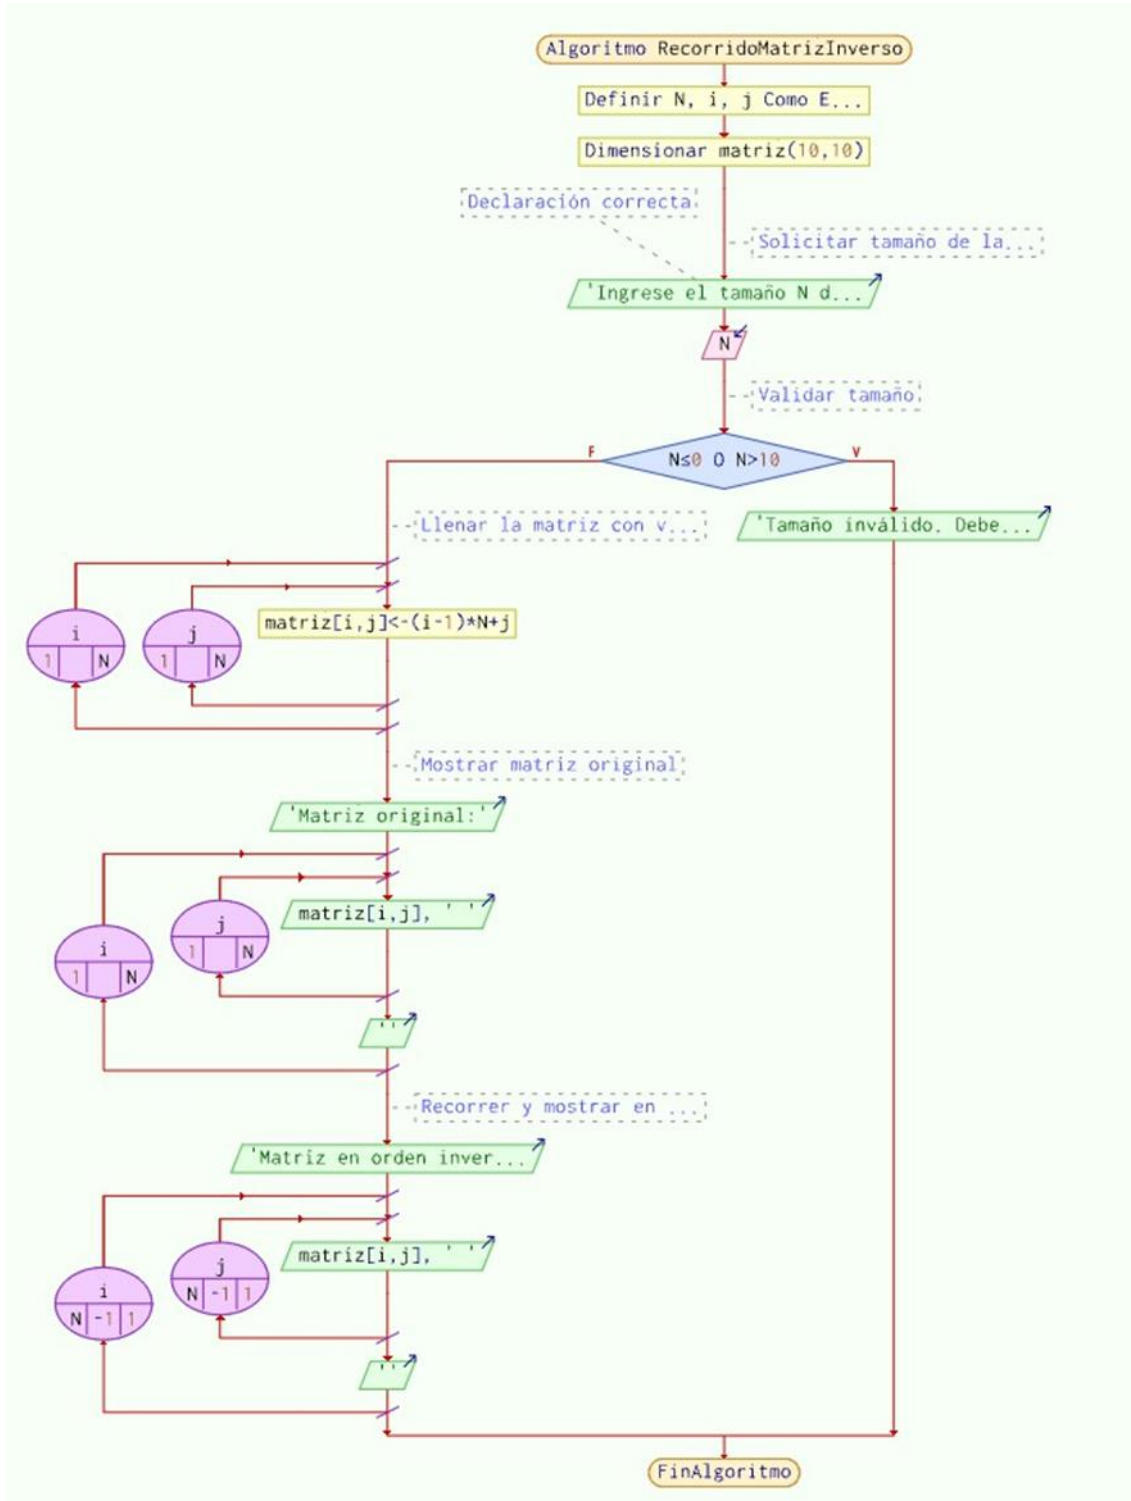 Algoritmo RecorridoMatrizInverso
Definir N, i, j Como E...
Dimensionar matriz(10,10)
Declaración correcta
Solicitar tamaño de la...
'Ingrese el tamaño N d...
N
Validar tamaño
F
N≤0 O N>10
V
Llenar la matriz con v...
'Tamaño inválido. Debe...
i
1 N
j
1 N
matriz[i,j]<-(i-1)*N+j
Mostrar matriz original
'Matriz original:'
i
1 N
j
1 N
matriz[i,j], ' '
''
Recorrer y mostrar en ...
'Matriz en orden inver...
i
N -1 1
j
N -1 1
matriz[i,j], ' '
''
FinAlgoritmo